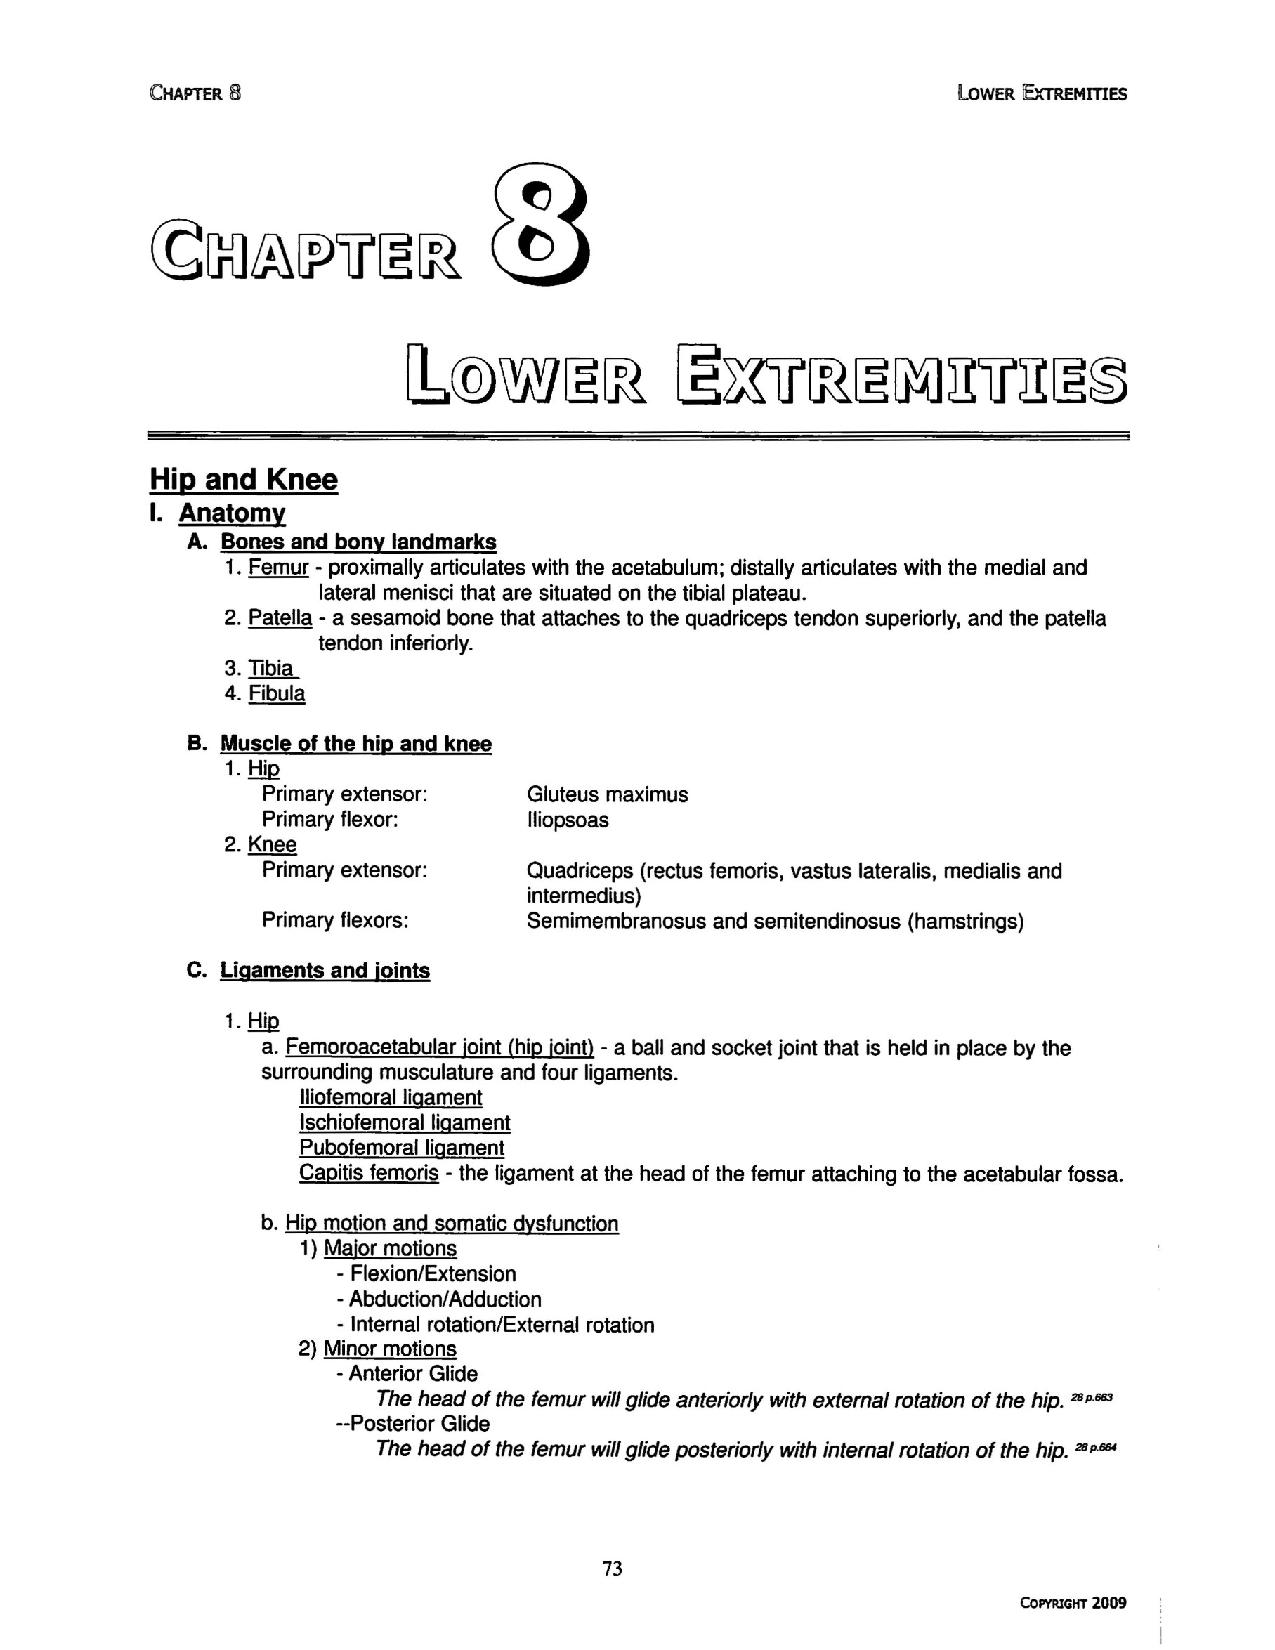 CHAPTER 8
LOWER EXTREMITIES
CHAPTER 8
LOWER EXTREMITIES
Hip and Knee
I. Anatomy
A. Bones and bony landmarks
1. Femur - proximally articulates with the acetabulum; distally articulates with the medial and
lateral menisci that are situated on the tibial plateau.
2. Patella - a sesamoid bone that attaches to the quadriceps tendon superiorly, and the patella
tendon inferiorly.
3. Tibia
4. Fibula
B. Muscle of the hip and knee
1. Hip
Primary extensor: Gluteus maximus
Primary flexor: Iliopsoas
2. Knee
Primary extensor: Quadriceps (rectus femoris, vastus lateralis, medialis and
intermedius)
Primary flexors: Semimembranosus and semitendinosus (hamstrings)
C. Ligaments and joints
1. Hip
a. Femoroacetabular joint (hip joint) - a ball and socket joint that is held in place by the
surrounding musculature and four ligaments.
Iliofemoral ligament
Ischiofemoral ligament
Pubofemoral ligament
Capitis femoris - the ligament at the head of the femur attaching to the acetabular fossa.
b. Hip motion and somatic dysfunction
1) Major motions
- Flexion/Extension
- Abduction/Adduction
- Internal rotation/External rotation
2) Minor motions
- Anterior Glide
The head of the femur will glide anteriorly with external rotation of the hip. 28 p.663
--Posterior Glide
The head of the femur will glide posteriorly with internal rotation of the hip. 28 p.664
73
COPYRIGHT 2009